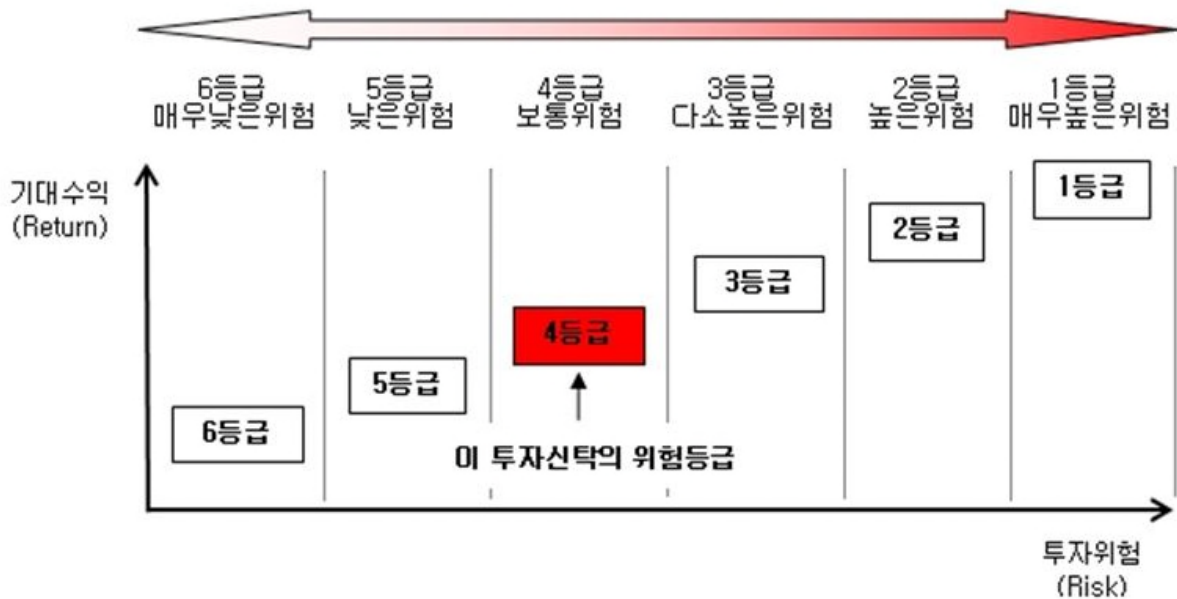 6등급 5등급 4등급 3등급 2등급 1등급
매우낮은위험 낮은위험 보통위험 다소높은위험 높은위험 매우높은위험
기대수익
(Return)
1등급
2등급
3등급
4등급
5등급
6등급
이 투자신탁의 위험등급
투자위험
(Risk)